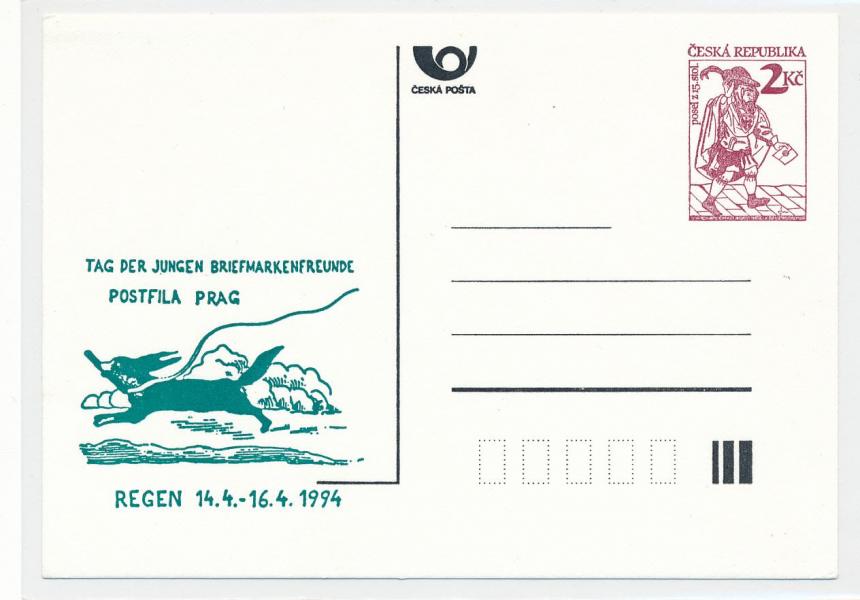 ČESKÁ POŠTA
ČESKÁ REPUBLIKA
2Kč
posel z 15. stol.
TAG DER JUNGEN BRIEFMARKENFREUNDE
POSTFILA PRAG
REGEN 14.4.-16.4. 1994